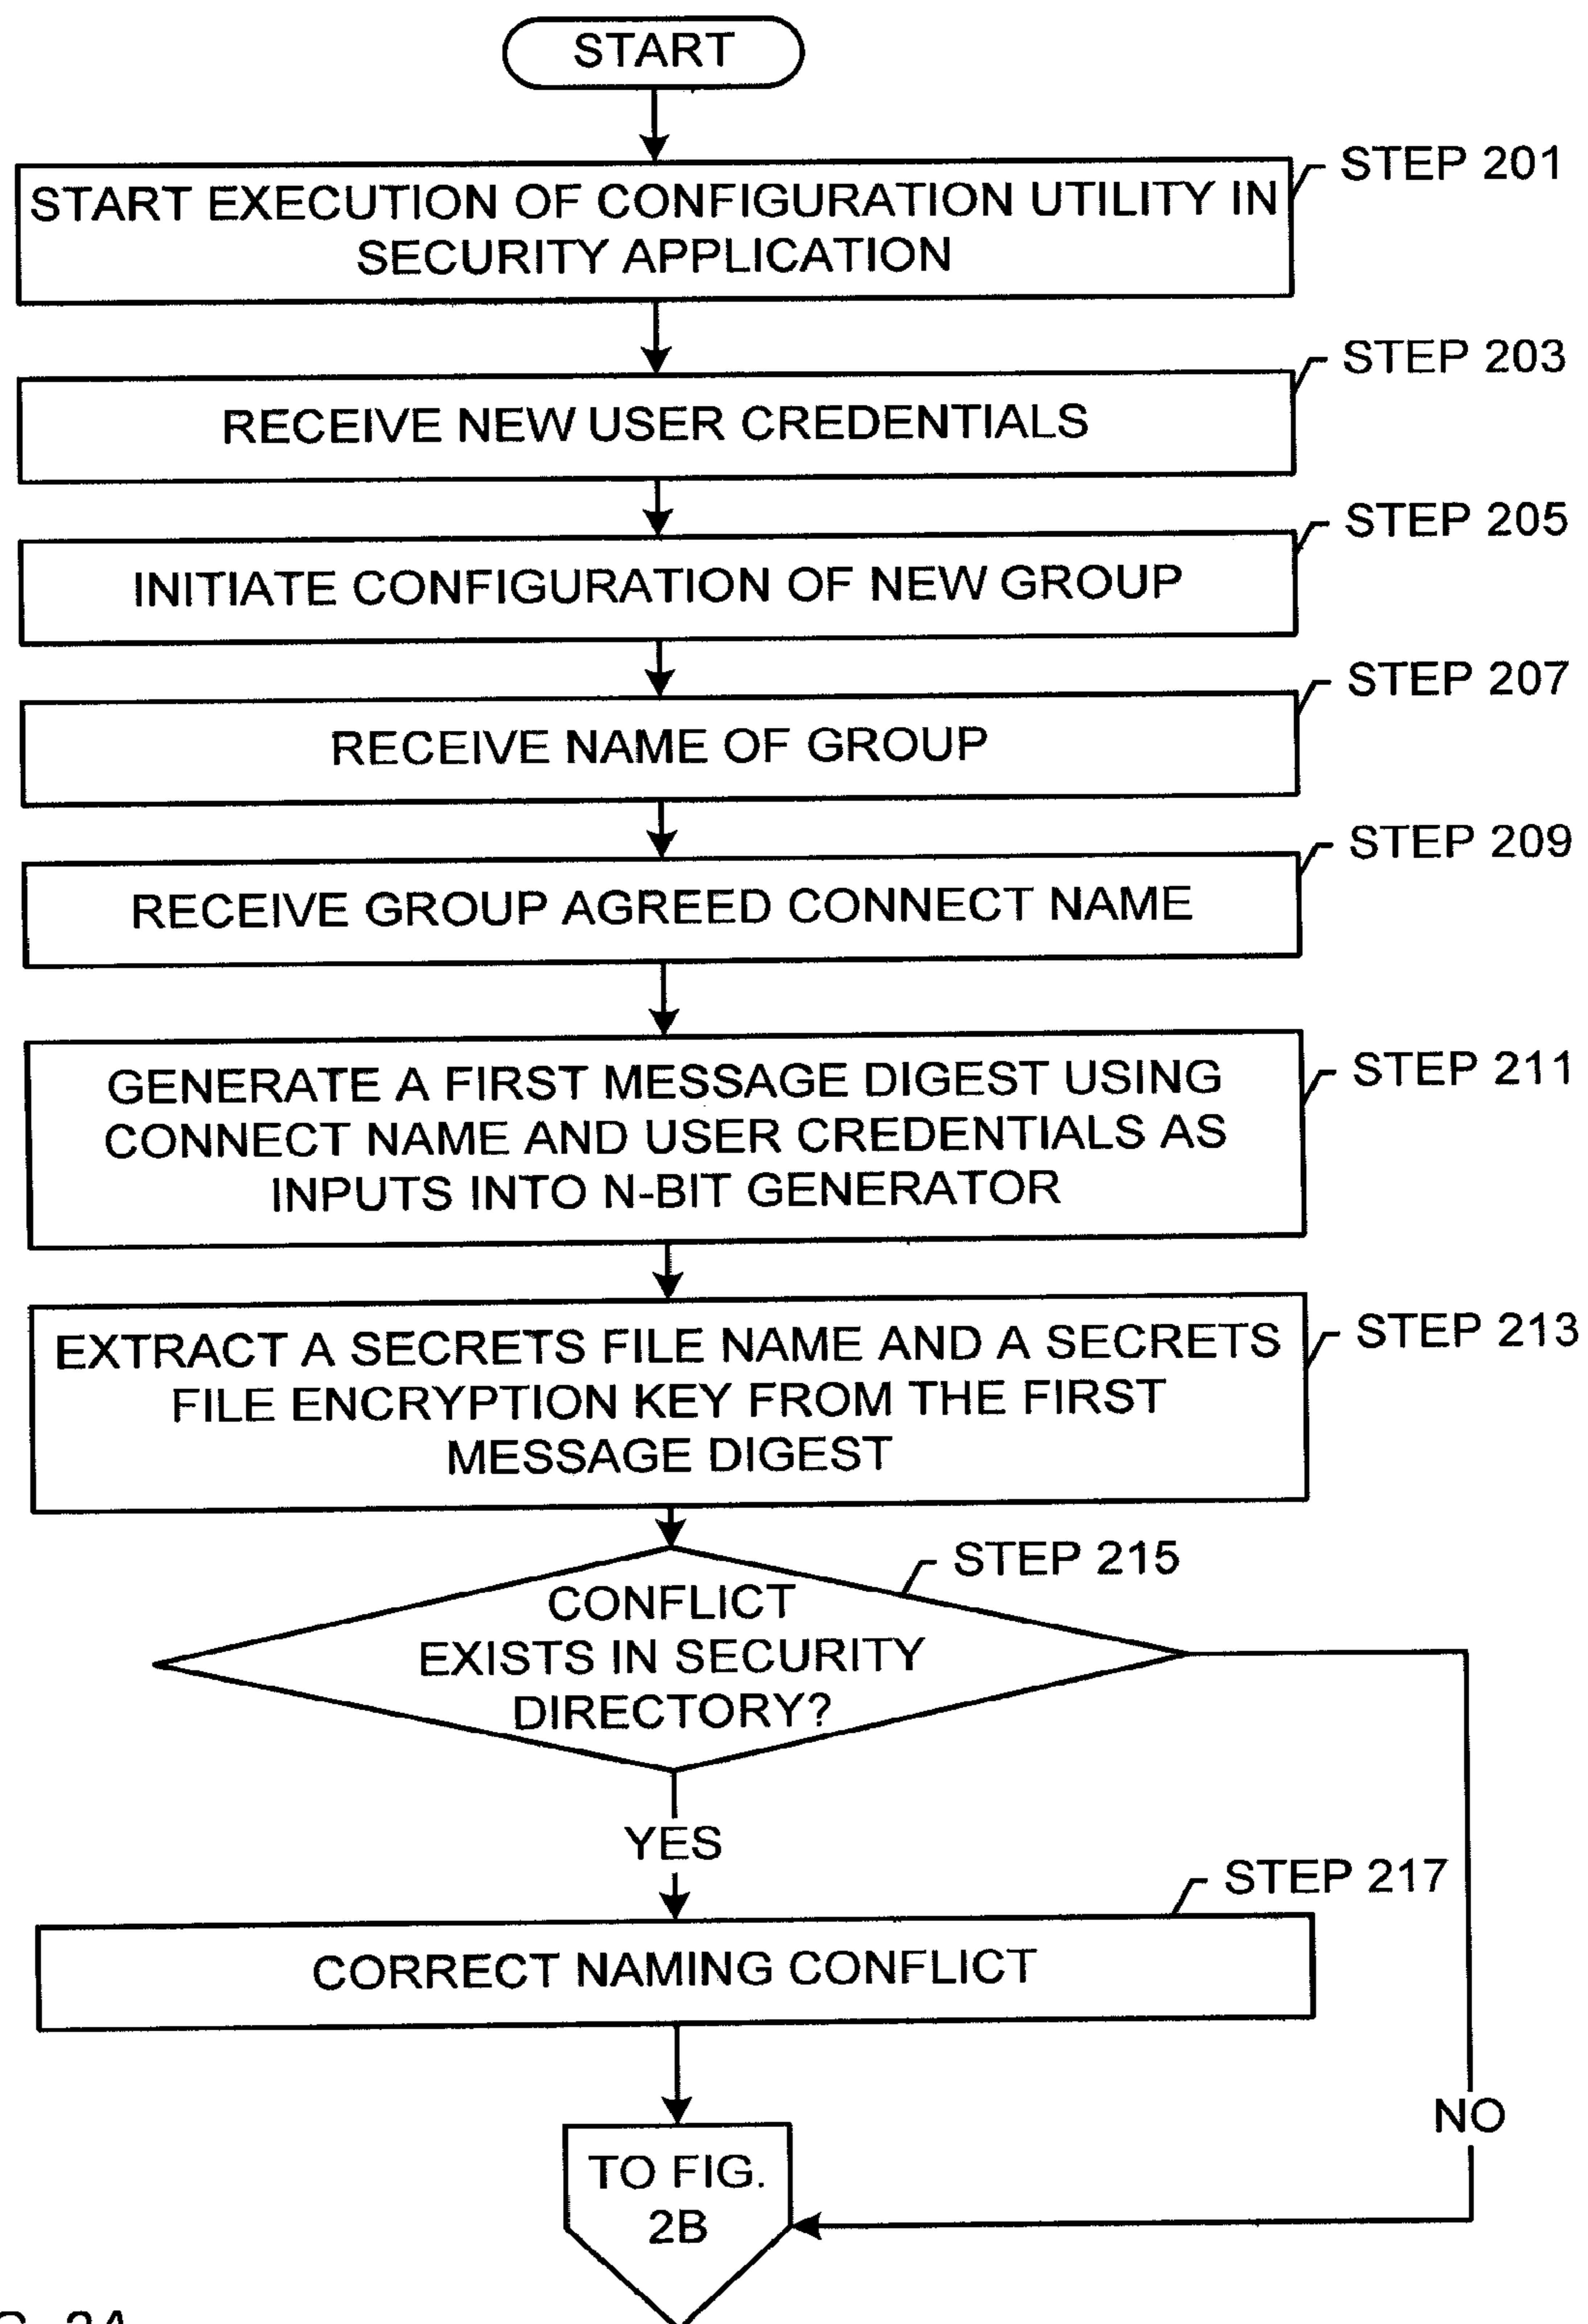 START
STEP 201
START EXECUTION OF CONFIGURATION UTILITY IN
SECURITY APPLICATION
STEP 203
RECEIVE NEW USER CREDENTIALS
STEP 205
INITIATE CONFIGURATION OF NEW GROUP
STEP 207
RECEIVE NAME OF GROUP
STEP 209
RECEIVE GROUP AGREED CONNECT NAME
STEP 211
GENERATE A FIRST MESSAGE DIGEST USING
CONNECT NAME AND USER CREDENTIALS AS
INPUTS INTO N-BIT GENERATOR
STEP 213
EXTRACT A SECRETS FILE NAME AND A SECRETS
FILE ENCRYPTION KEY FROM THE FIRST
MESSAGE DIGEST
STEP 215
CONFLICT
EXISTS IN SECURITY
DIRECTORY?
YES
STEP 217
CORRECT NAMING CONFLICT
NO
TO FIG.
2B